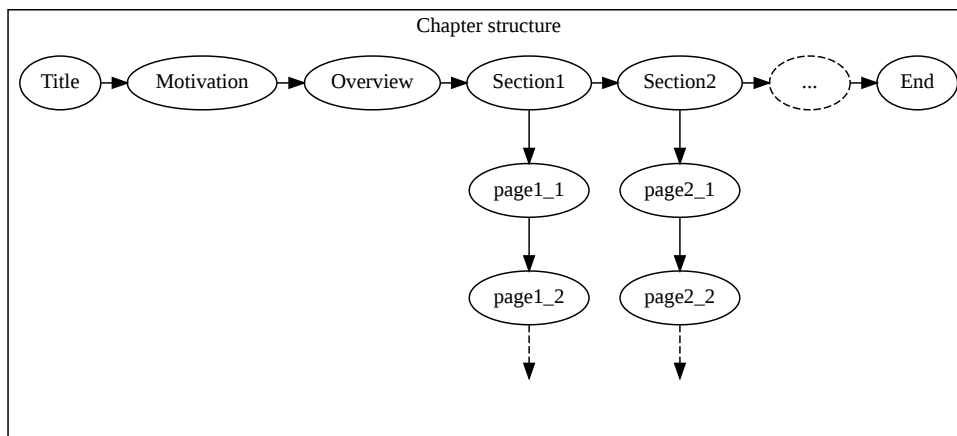 Chapter structure
Title Motivation Overview Section1 Section2 ... End
page1_1 page2_1
page1_2 page2_2